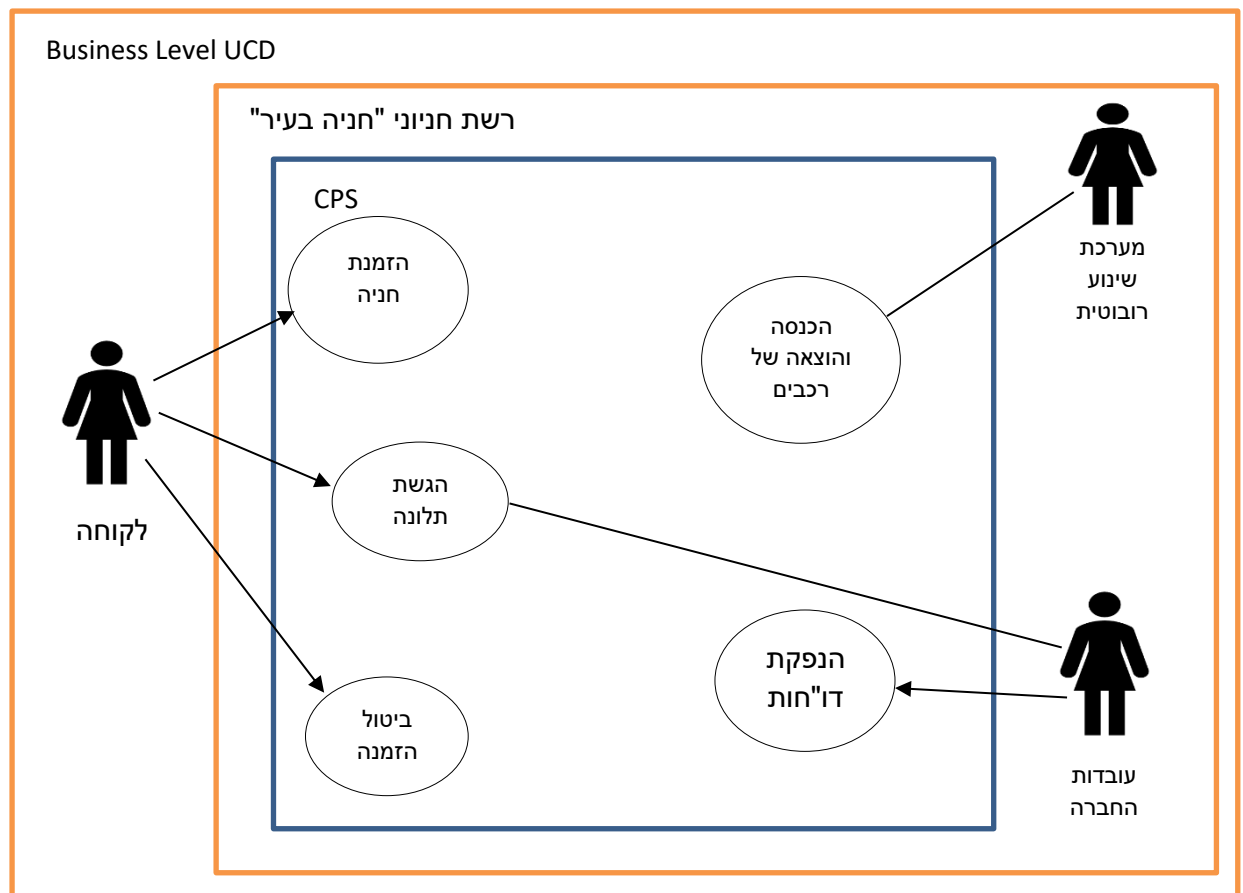 Business Level UCD
רשת חניוני "חניה בעיר"
CPS
הזמנת
חניה
מערכת
שינוע
רובוטית
הכנסה
והוצאה של
רכבים
הגשת
תלונה
לקוחה
הנפקת
דו"חות
ביטול
הזמנה
עובדות
החברה